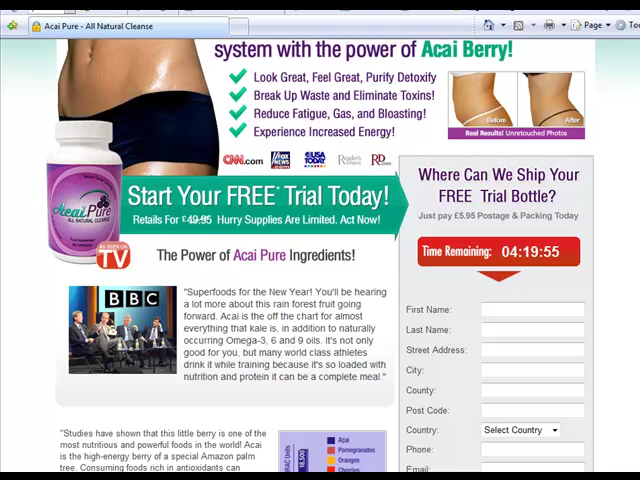 Acai Pure - All Natural Cleanse
Page
system with the power of Acai Berry!
Look Great, Feel Great, Purify Detoxify
Break Up Waste and Eliminate Toxins!
Reduce Fatigue, Gas, and Bloasting!
Experience Increased Energy!
Before
After
Real Results! Unretouched Photos
CNN.com
FOX NEWS
USA TODAY
Reader's Digest
RD.com
AcaiPure
ALL NATURAL CLEANSE
Start Your FREE* Trial Today!
Retails For £49.95 Hurry Supplies Are Limited. Act Now!
AS SEEN ON
TV
The Power of Acai Pure Ingredients!
Where Can We Ship Your
FREE Trial Bottle?
Just pay £5.95 Postage & Packing Today
Time Remaining: 04:19:55
First Name:
Last Name:
Street Address:
City:
County:
Post Code:
Country: Select Country
Phone:
Email:
BBC
"Superfoods for the New Year! You'll be hearing
a lot more about this rain forest fruit going
forward. Acai is the off the chart for almost
everything that kale is, in addition to naturally
occurring Omega-3, 6 and 9 oils. It's not only
good for you, but many world class athletes
drink it while training because it's so loaded with
nutrition and protein it can be a complete meal."
"Studies have shown that this little berry is one of the
most nutritious and powerful foods in the world! Acai
is the high-energy berry of a special Amazon palm
tree. Consuming foods rich in antioxidants can
ORAC Units
18,500
Acai
Pomegranates
Oranges
Cherries